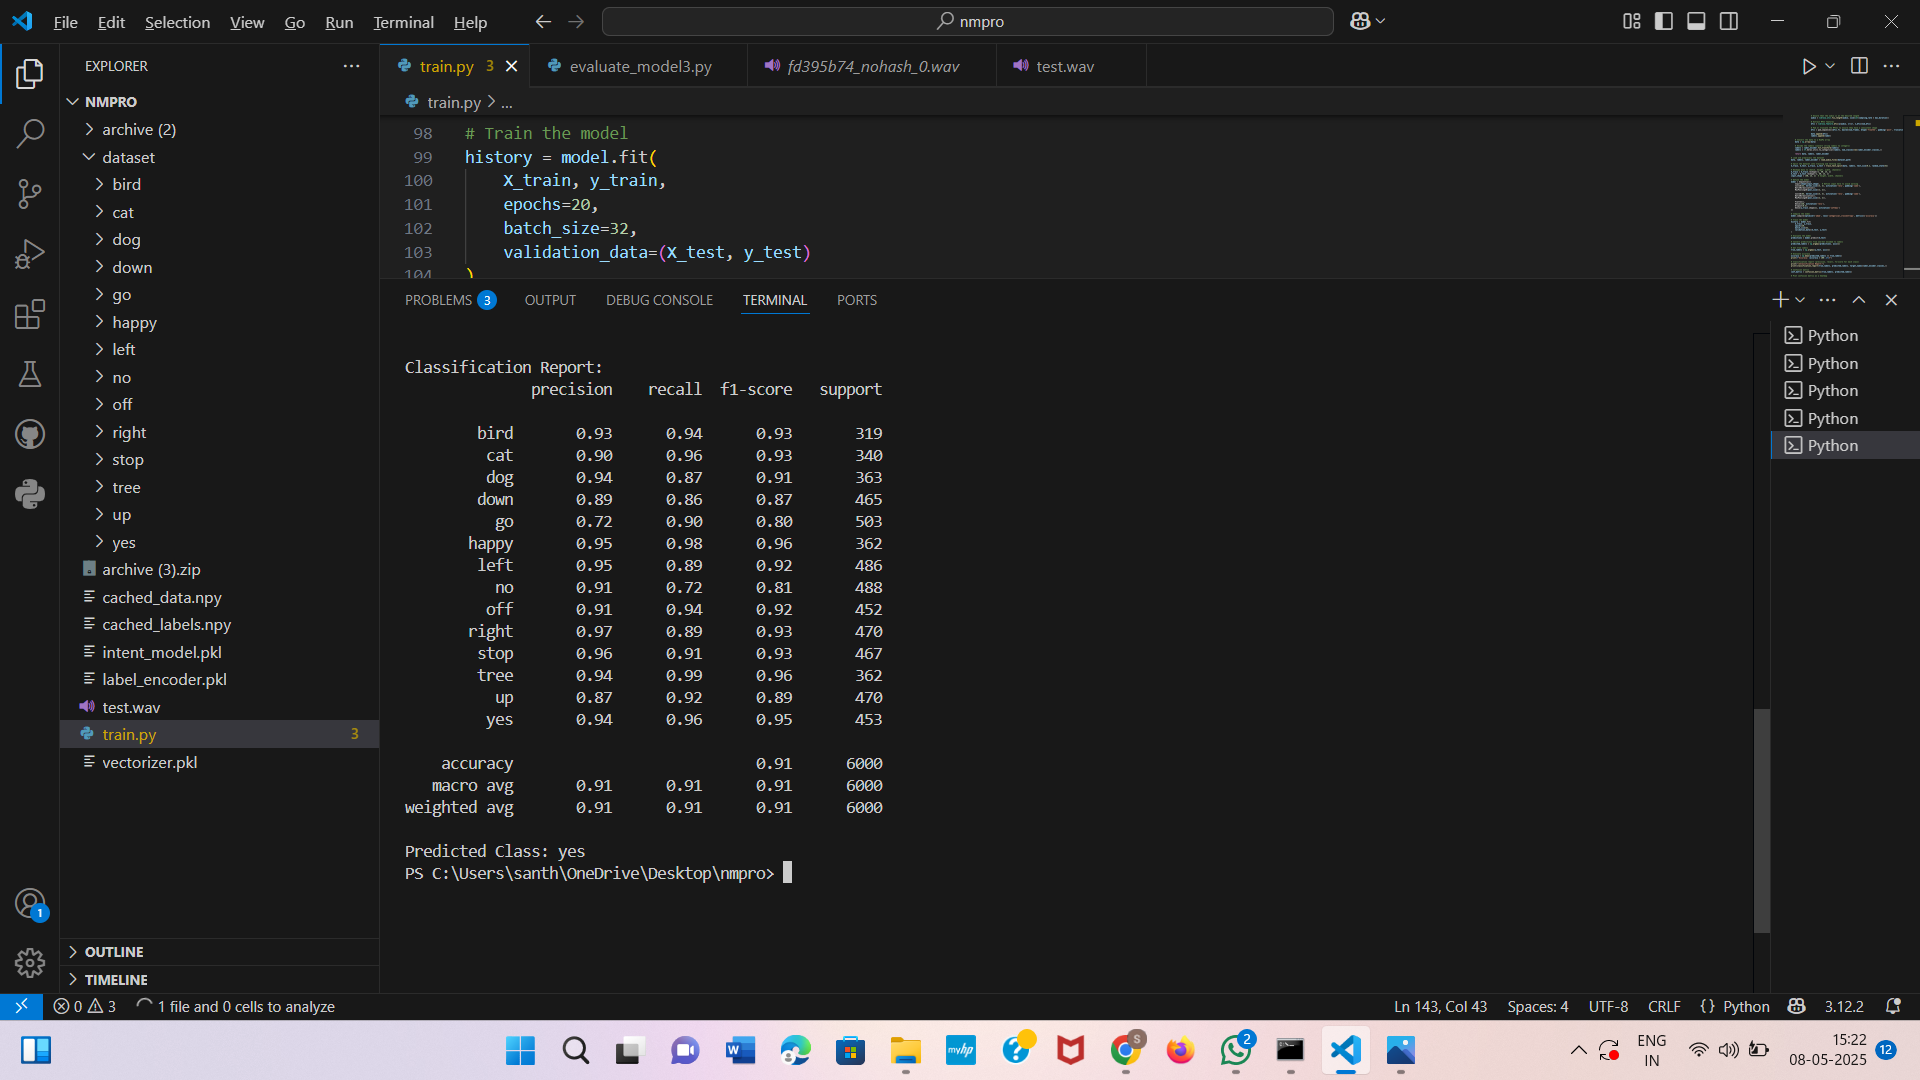 File Edit Selection View Go Run Terminal Help
nmpro
EXPLORER
NMPRO
archive (2)
dataset
bird
cat
dog
down
go
happy
left
no
off
right
stop
tree
up
yes
archive (3).zip
cached_data.npy
cached_labels.npy
intent_model.pkl
label_encoder.pkl
test.wav
train.py 3
vectorizer.pkl
OUTLINE
TIMELINE
train.py 3
evaluate_model3.py
fd395b74_nohash_0.wav
test.wav
train.py > ...
98 # Train the model
99 history = model.fit(
100 X_train, y_train,
101 epochs=20,
102 batch_size=32,
103 validation_data=(X_test, y_test)
104 )
PROBLEMS 3 OUTPUT DEBUG CONSOLE TERMINAL PORTS
Classification Report:
precision recall f1-score support
bird 0.93 0.94 0.93 319
cat 0.90 0.96 0.93 340
dog 0.94 0.87 0.91 363
down 0.89 0.86 0.87 465
go 0.72 0.90 0.80 503
happy 0.95 0.98 0.96 362
left 0.95 0.89 0.92 486
no 0.91 0.72 0.81 488
off 0.91 0.94 0.92 452
right 0.97 0.89 0.93 470
stop 0.96 0.91 0.93 467
tree 0.94 0.99 0.96 362
up 0.87 0.92 0.89 470
yes 0.94 0.96 0.95 453
accuracy 0.91 6000
macro avg 0.91 0.91 0.91 6000
weighted avg 0.91 0.91 0.91 6000
Predicted Class: yes
PS C:\Users\santh\OneDrive\Desktop\nmpro>
Python
Python
Python
Python
Python
1
0 3 1 file and 0 cells to analyze
Ln 143, Col 43 Spaces: 4 UTF-8 CRLF {} Python 3.12.2
W
myhp
?
S
2
ENG
IN
15:22
08-05-2025
12